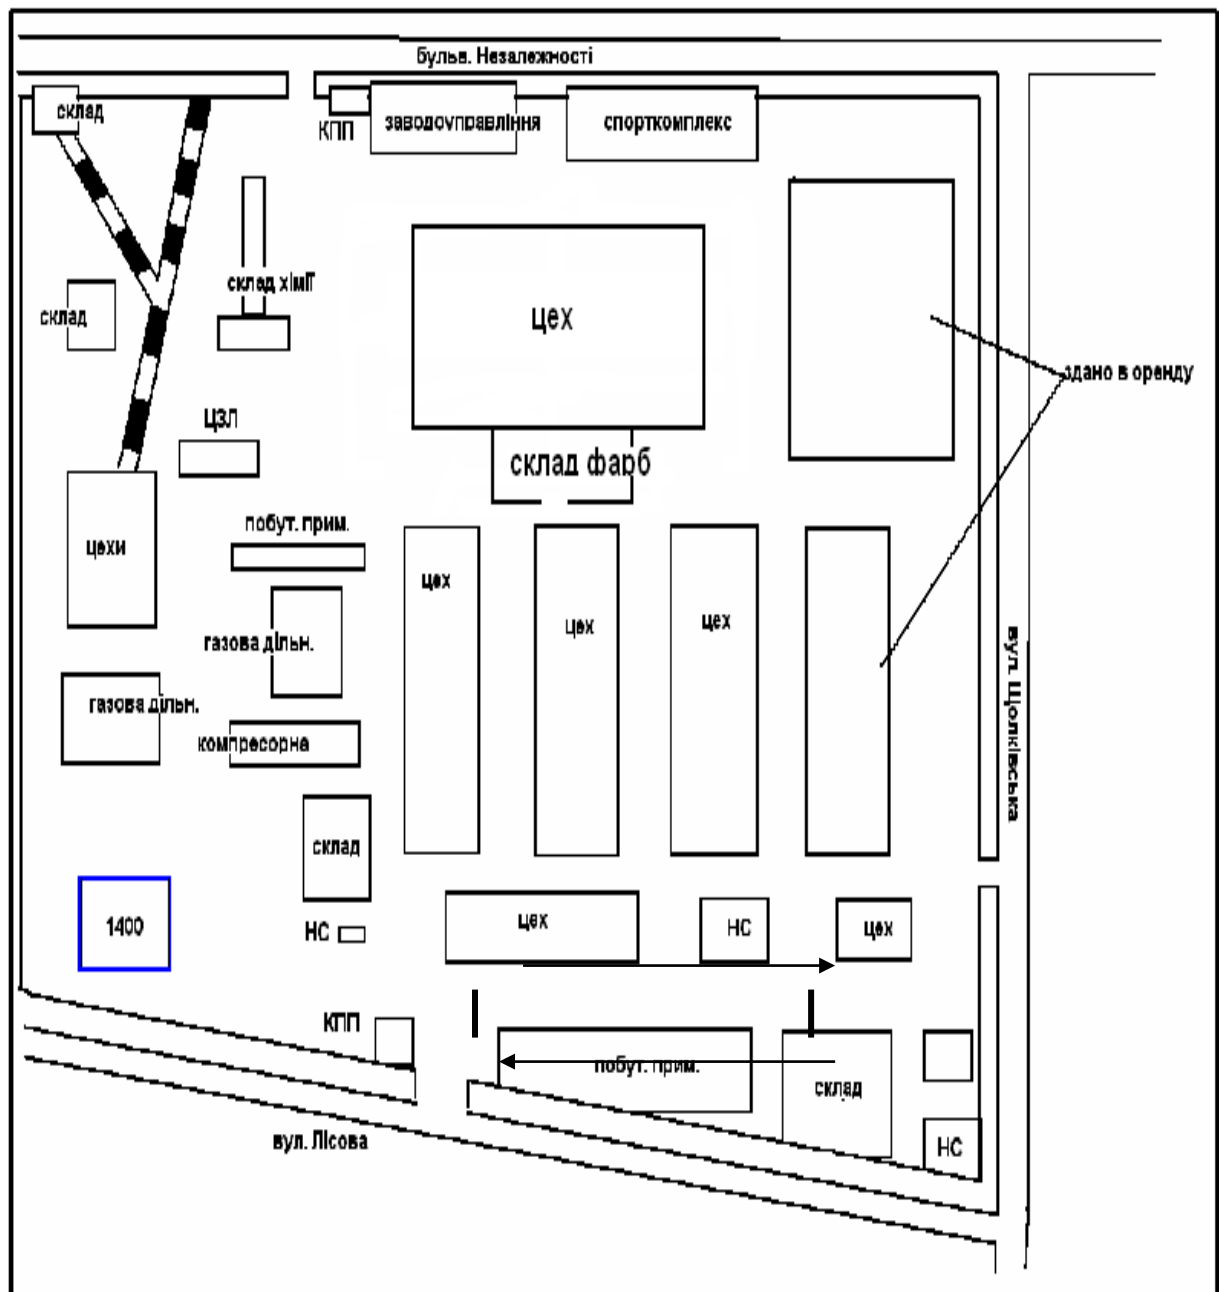 бульв. Незалежності
склад
КПП
заводоуправління
спорткомплекс
склад хімії
склад
цех
здано в оренду
ЦЗЛ
склад фарб
побут. прим.
цехи
цех
цех
цех
газова дільн.
газова дільн.
компресорна
вул. Щолківська
склад
1400
НС
цех
НС
цех
КПП
побут. прим.
склад
вул. Лісова
НС